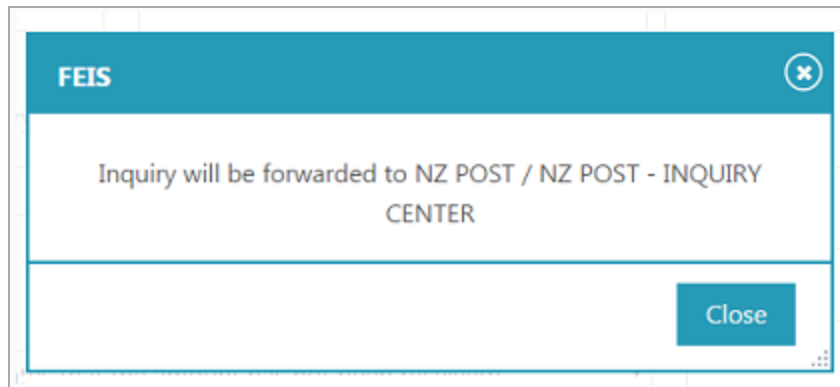 FEIS
Inquiry will be forwarded to NZ POST / NZ POST - INQUIRY
CENTER
Close